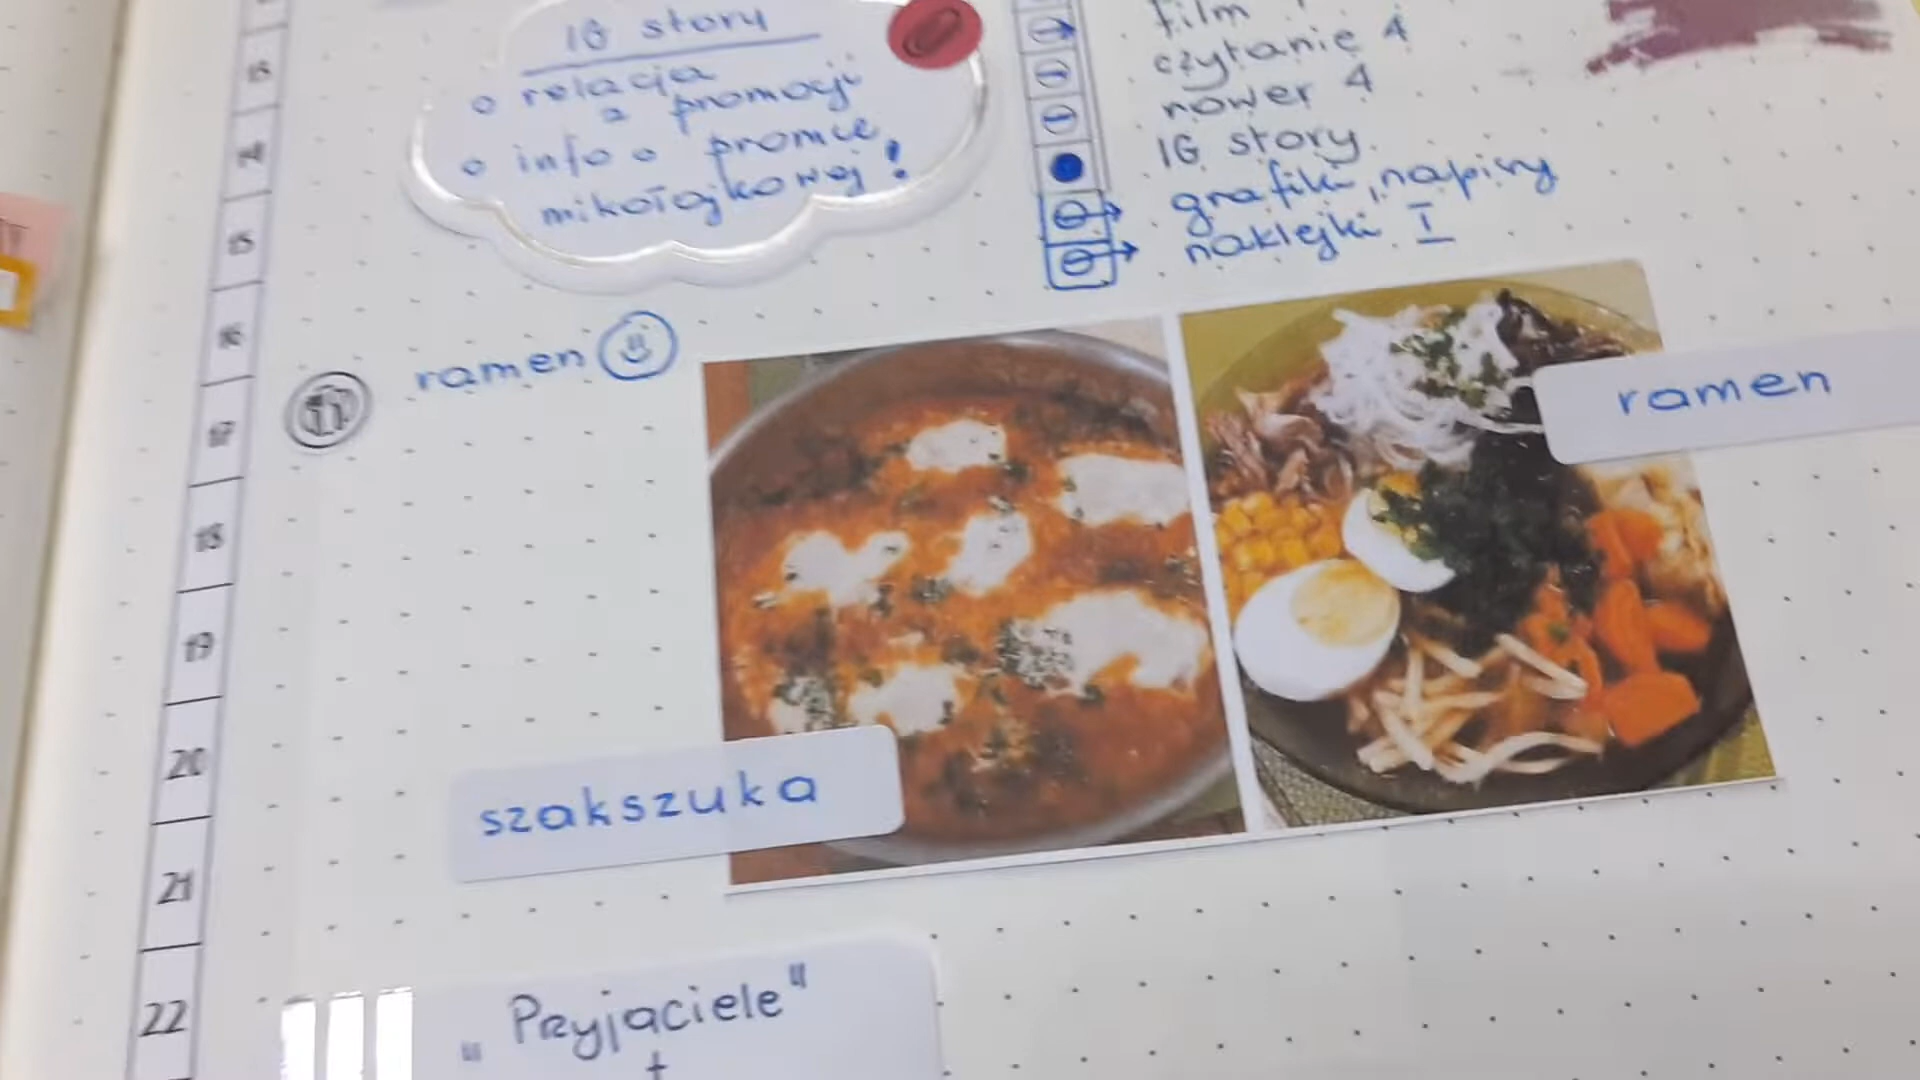 IG story
o relacja
z promocji
o info o promce
mikołajkowej!
film
czytanie 4
rower 4
IG story
grafiki, napisy
naklejki I
13
14
15
16
17
18
19
20
21
22
ramen
ramen
szakszuka
„Przyjaciele"
+